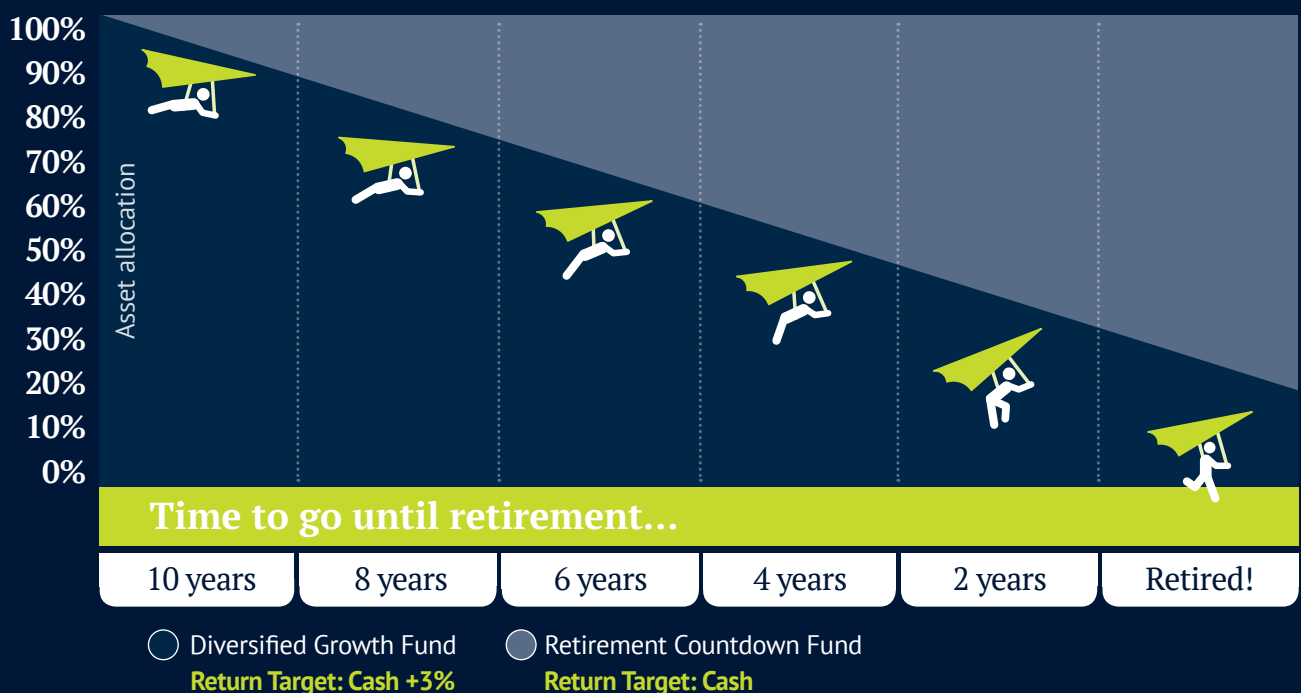 100%
90%
80%
70%
60%
50%
40%
30%
20%
10%
0%
Asset allocation
Time to go until retirement...
10 years
8 years
6 years
4 years
2 years
Retired!
Diversified Growth Fund
Return Target: Cash +3%
Retirement Countdown Fund
Return Target: Cash